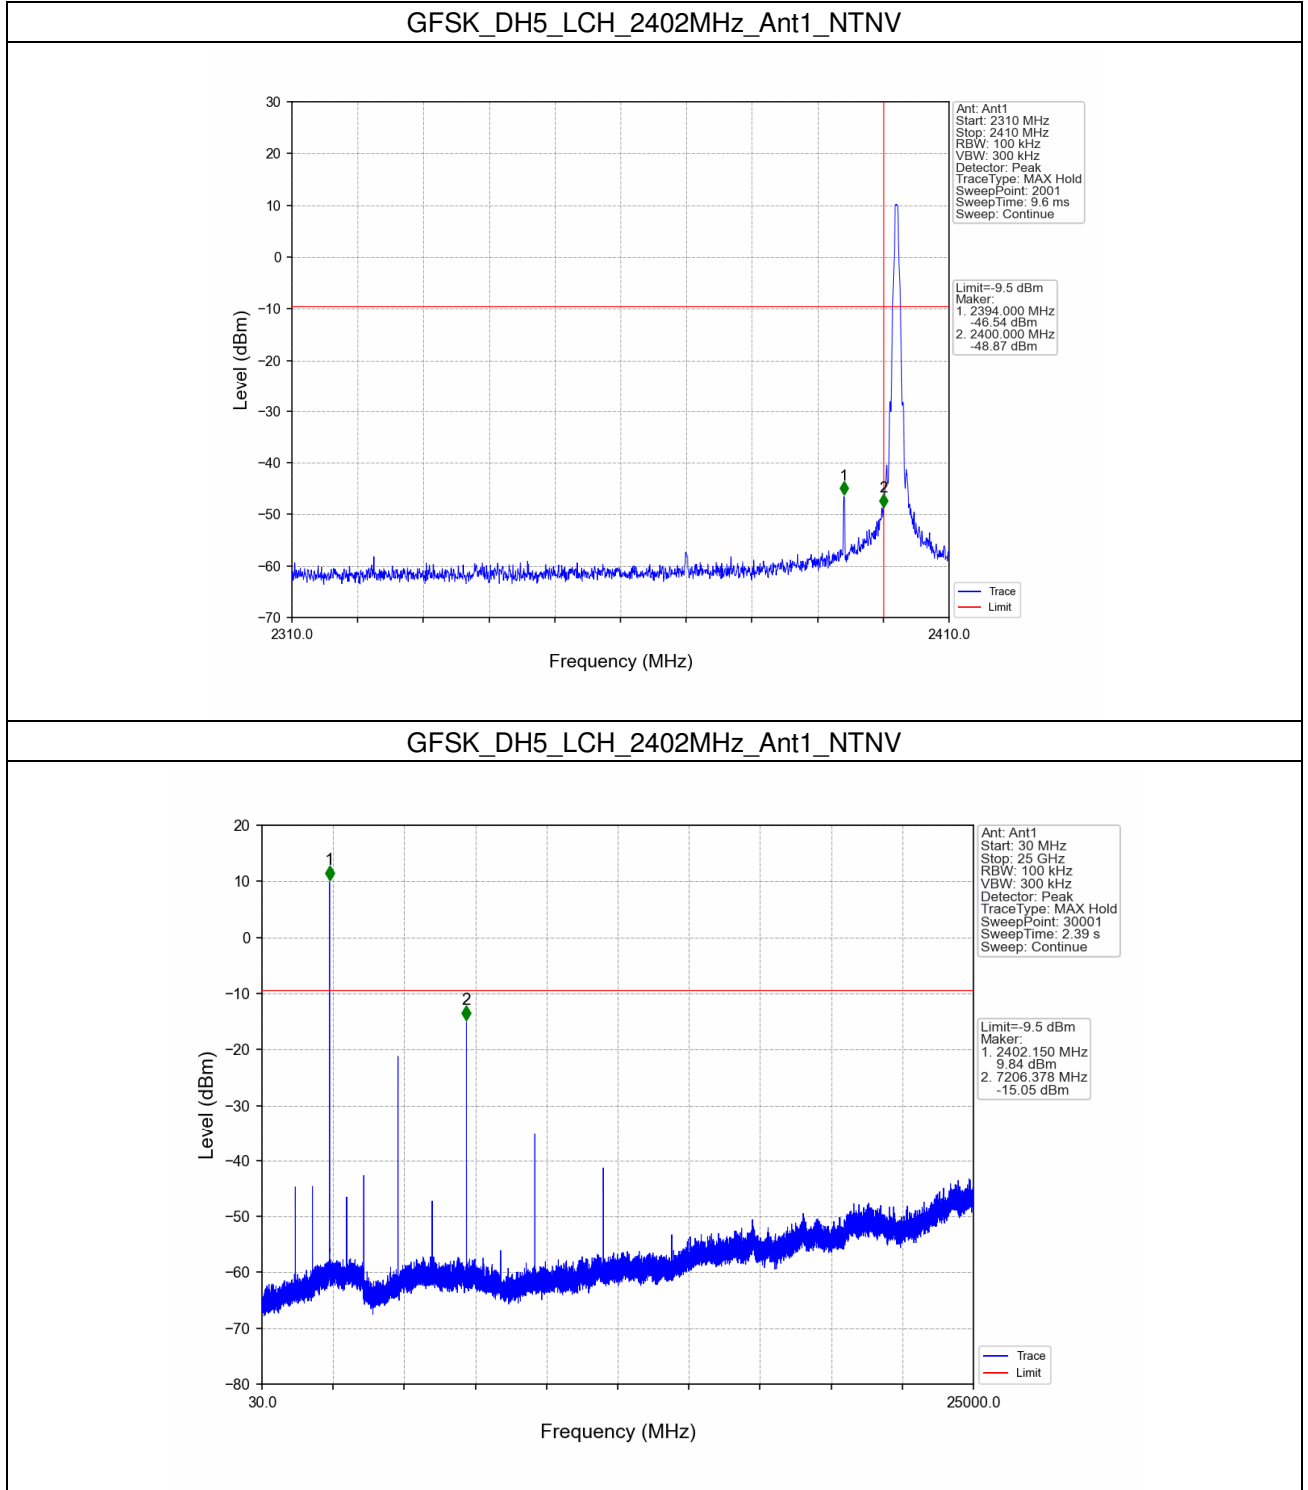 GFSK_DH5_LCH_2402MHz_Ant1_NTNV
30
20
10
0
−10
−20
−30
−40
−50
−60
−70
Level (dBm)
2310.0
2410.0
Frequency (MHz)
1
2
Ant: Ant1
Start: 2310 MHz
Stop: 2410 MHz
RBW: 100 kHz
VBW: 300 kHz
Detector: Peak
TraceType: MAX Hold
SweepPoint: 2001
SweepTime: 9.6 ms
Sweep: Continue
Limit=-9.5 dBm
Maker:
1. 2394.000 MHz
-46.54 dBm
2. 2400.000 MHz
-48.87 dBm
Trace
Limit
GFSK_DH5_LCH_2402MHz_Ant1_NTNV
20
10
0
−10
−20
−30
−40
−50
−60
−70
−80
Level (dBm)
30.0
25000.0
Frequency (MHz)
1
2
Ant: Ant1
Start: 30 MHz
Stop: 25 GHz
RBW: 100 kHz
VBW: 300 kHz
Detector: Peak
TraceType: MAX Hold
SweepPoint: 30001
SweepTime: 2.39 s
Sweep: Continue
Limit=-9.5 dBm
Maker:
1. 2402.150 MHz
9.84 dBm
2. 7206.378 MHz
-15.05 dBm
Trace
Limit